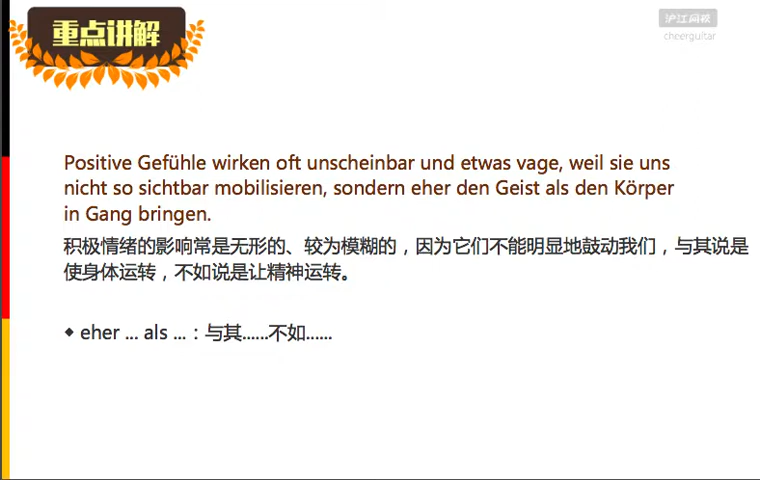 重点讲解
沪江网校
cheerguitar
Positive Gefühle wirken oft unscheinbar und etwas vage, weil sie uns
nicht so sichtbar mobilisieren, sondern eher den Geist als den Körper
in Gang bringen.
积极情绪的影响常是无形的、较为模糊的，因为它们不能明显地鼓动我们，与其说是
使身体运转，不如说是让精神运转。
◆ eher ... als ...：与其......不如......